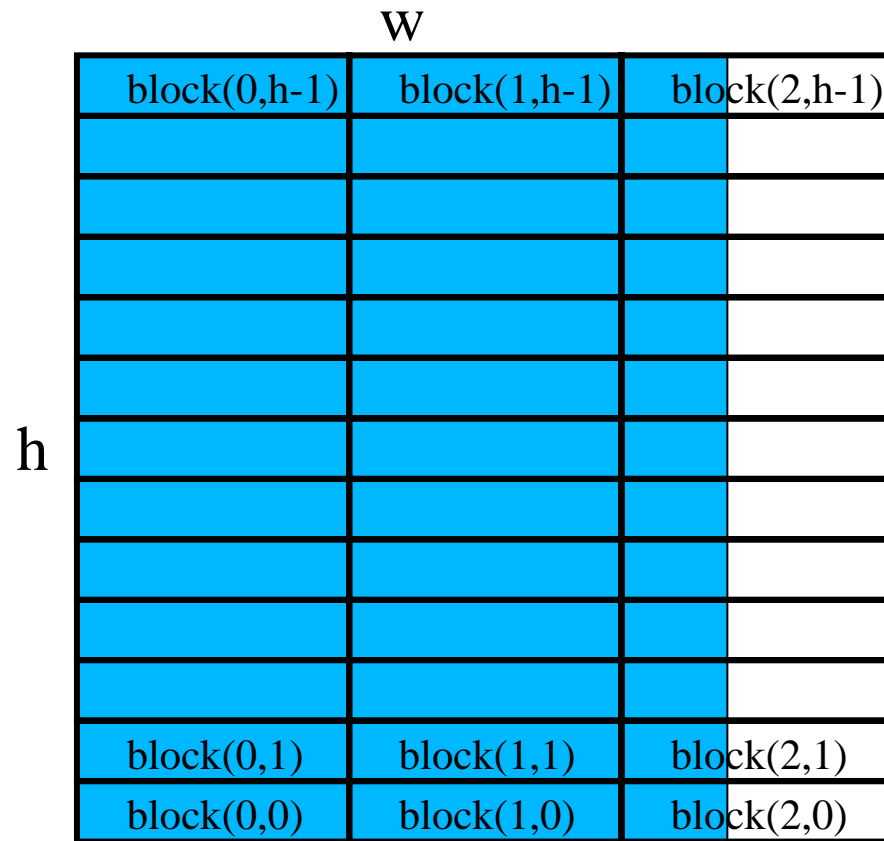 w
block(0,h-1) block(1,h-1) block(2,h-1)
h
block(0,1) block(1,1) block(2,1)
block(0,0) block(1,0) block(2,0)